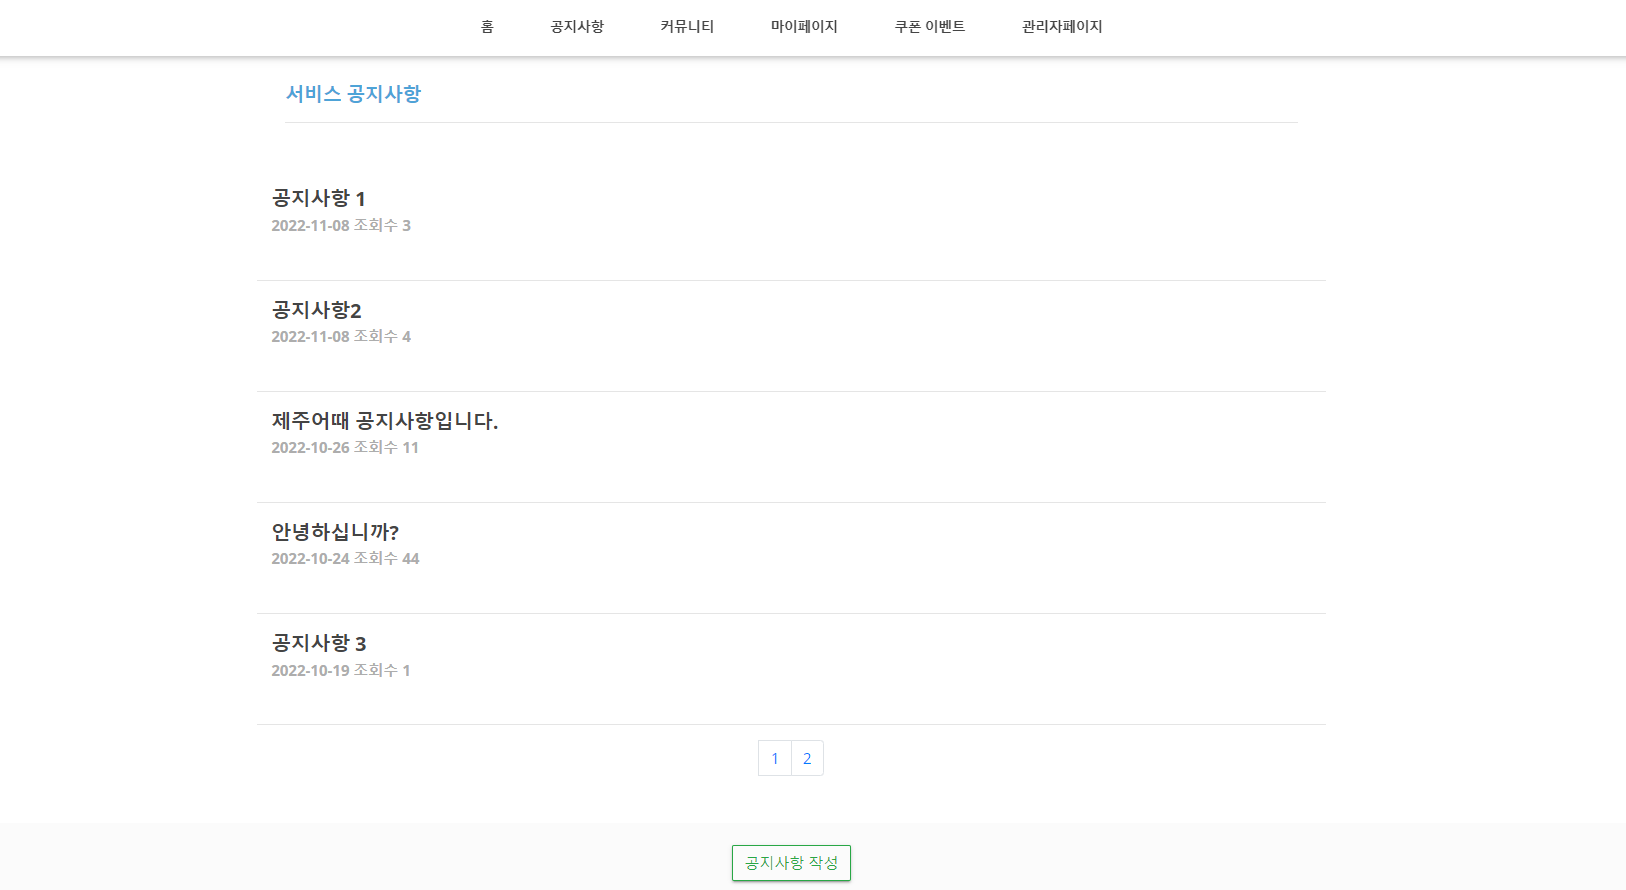 홈 공지사항 커뮤니티 마이페이지 쿠폰 이벤트 관리자페이지
서비스 공지사항
공지사항 1
2022-11-08 조회수 3
공지사항2
2022-11-08 조회수 4
제주어때 공지사항입니다.
2022-10-26 조회수 11
안녕하십니까?
2022-10-24 조회수 44
공지사항 3
2022-10-19 조회수 1
1 2
공지사항 작성